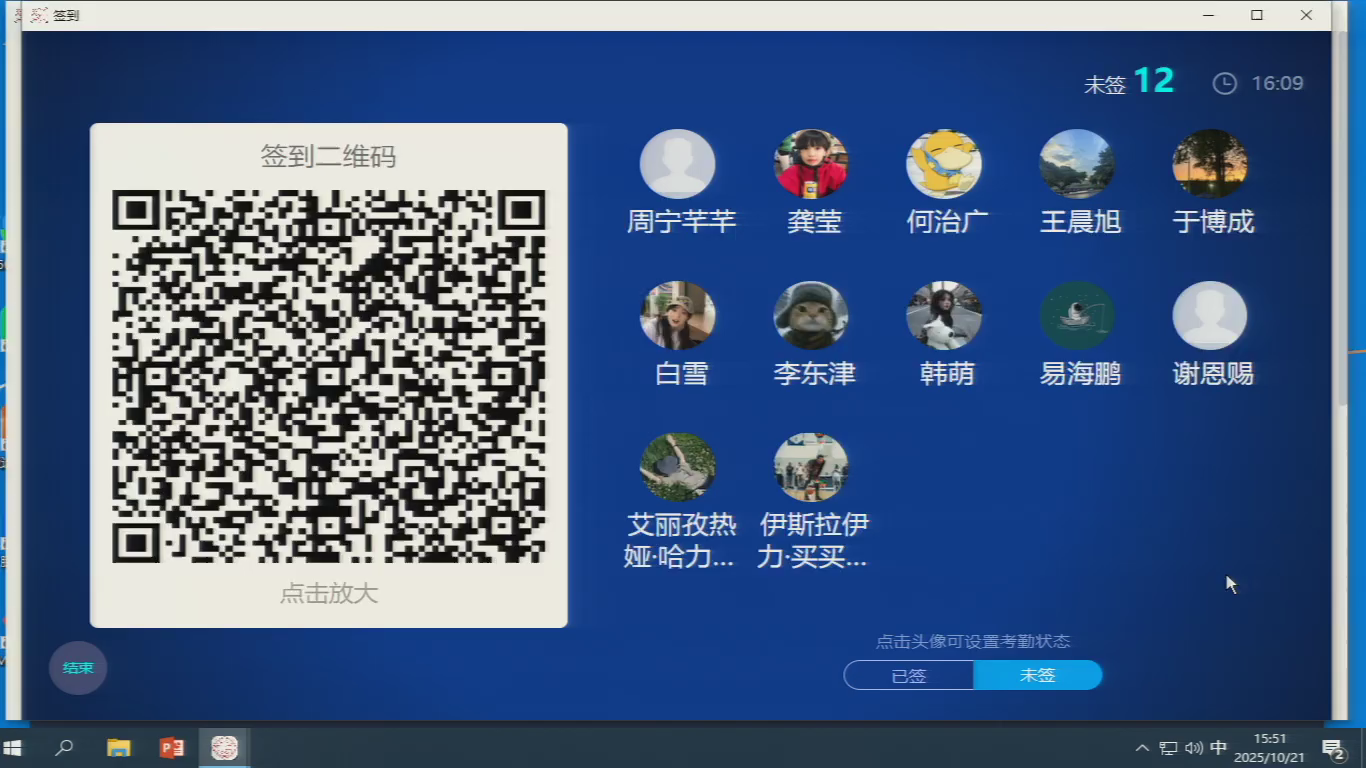 签到
未签 12 16:09
签到二维码
点击放大
周宁芊芊 龚莹 何治广 王晨旭 于博成
白雪 李东津 韩萌 易海鹏 谢恩赐
艾丽孜热 伊斯拉伊
娅·哈力... 力·买买...
点击头像可设置考勤状态
已签 未签
结束
中
15:51
2025/10/21
2